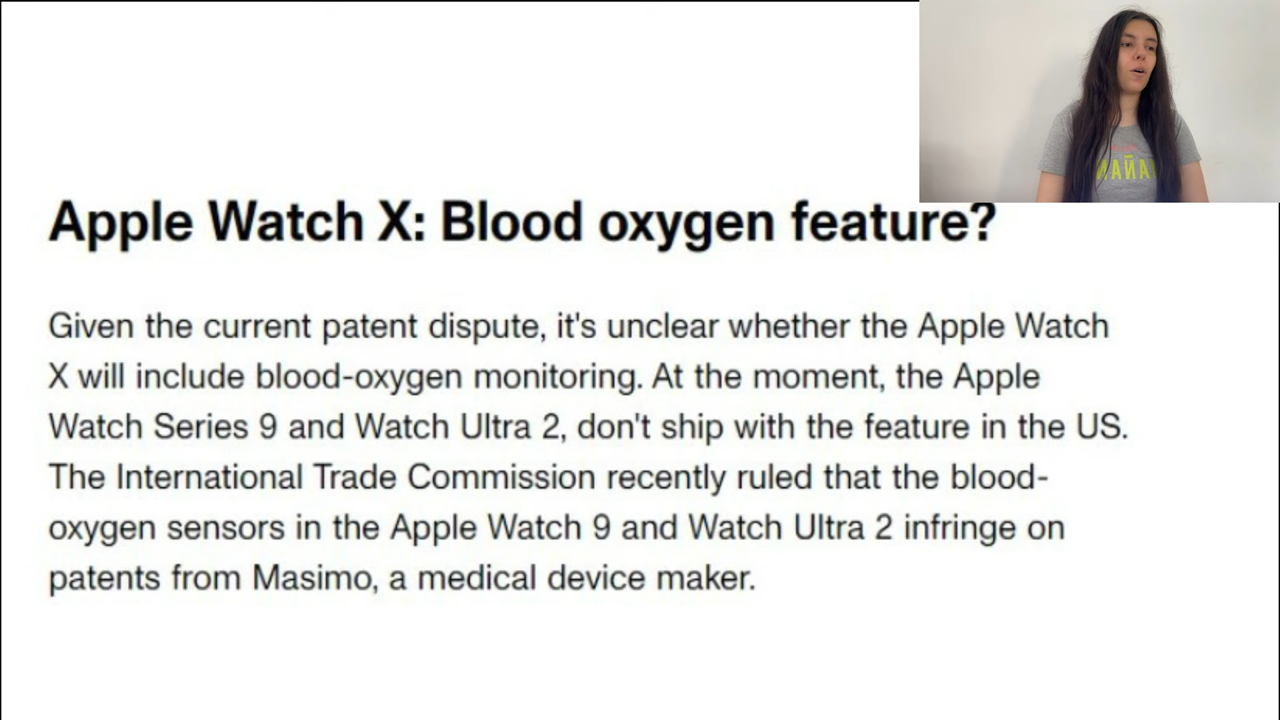 Apple Watch X: Blood oxygen feature?
Given the current patent dispute, it's unclear whether the Apple Watch
X will include blood-oxygen monitoring. At the moment, the Apple
Watch Series 9 and Watch Ultra 2, don't ship with the feature in the US.
The International Trade Commission recently ruled that the blood-
oxygen sensors in the Apple Watch 9 and Watch Ultra 2 infringe on
patents from Masimo, a medical device maker.